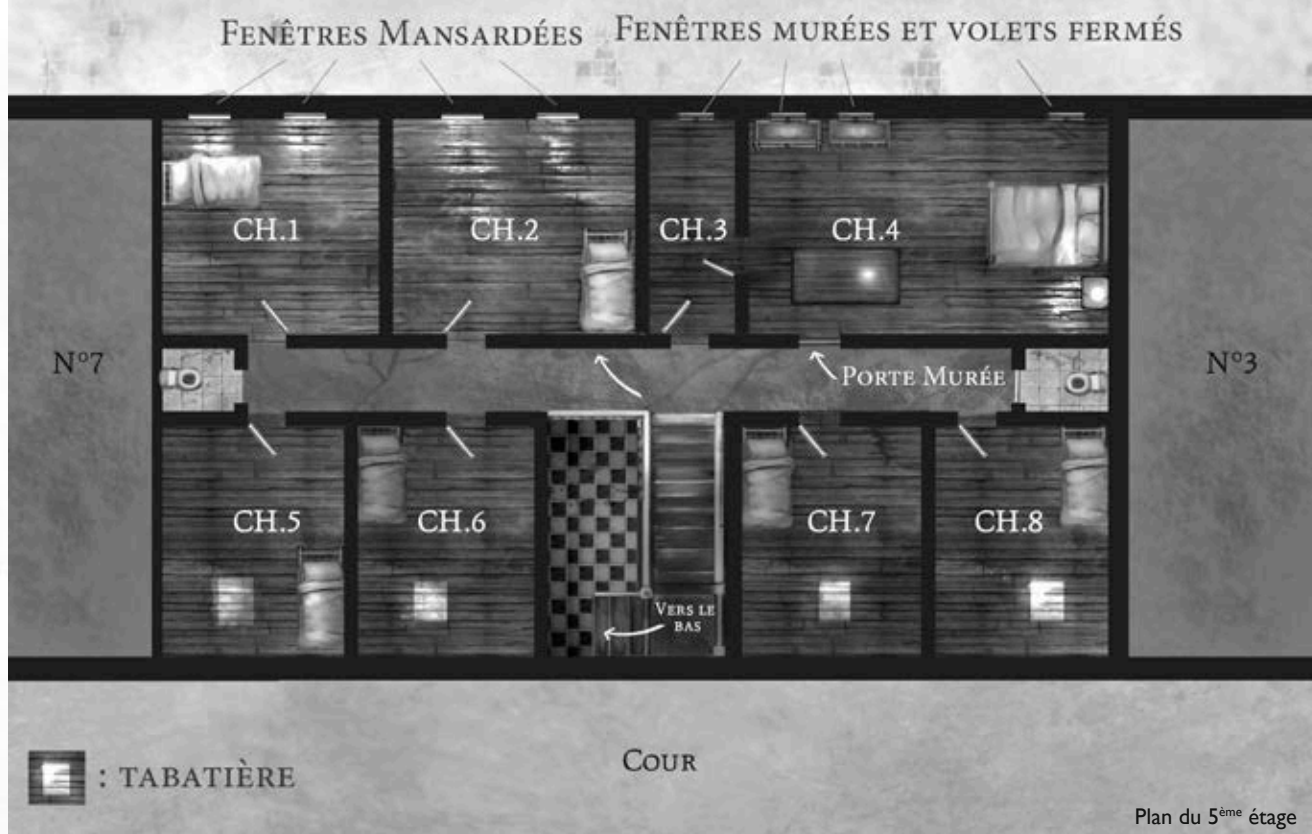 Fenêtres Mansardées
Fenêtres murées et volets fermés
CH.1
CH.2
CH.3
CH.4
N°7
N°3
Porte Murée
CH.5
CH.6
CH.7
CH.8
Vers le
bas
: tabatière
Cour
Plan du 5ème étage